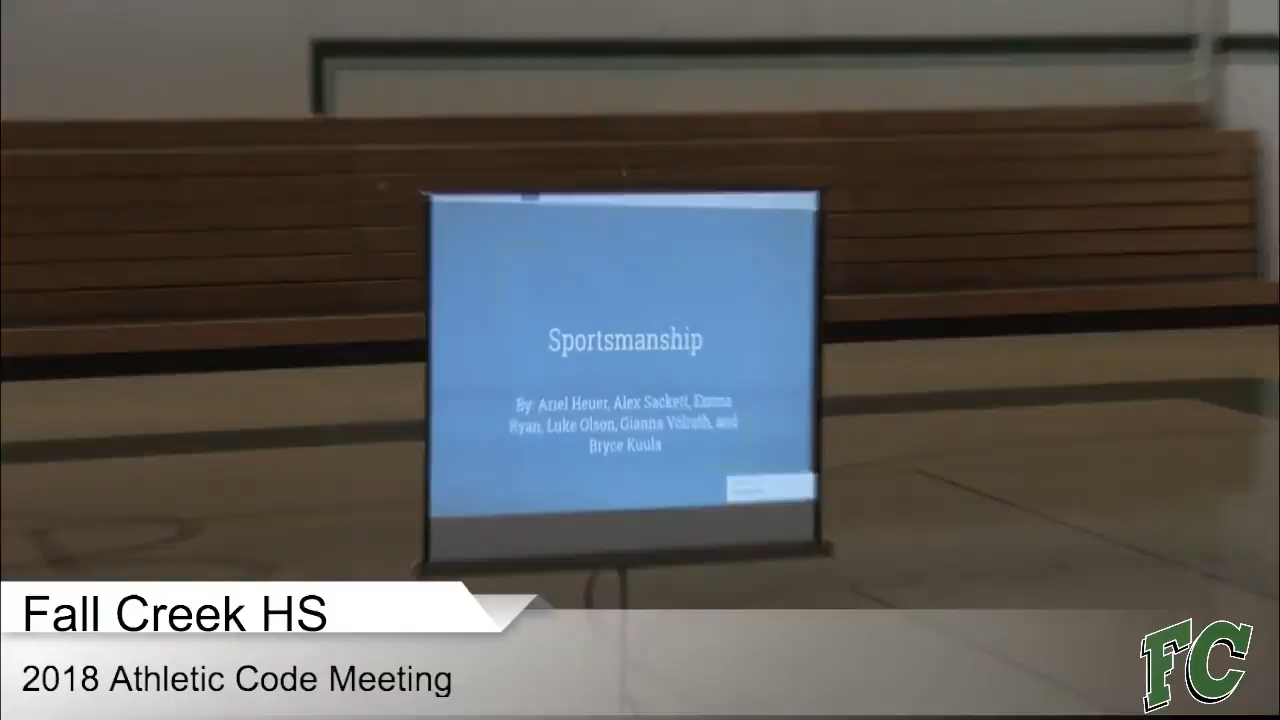 Sportsmanship
By: Ariel Heuer, Alex Sackett, Emma
Ryan, Luke Olson, Gianna Volrath, and
Bryce Kuula
Fall Creek HS
2018 Athletic Code Meeting
FC